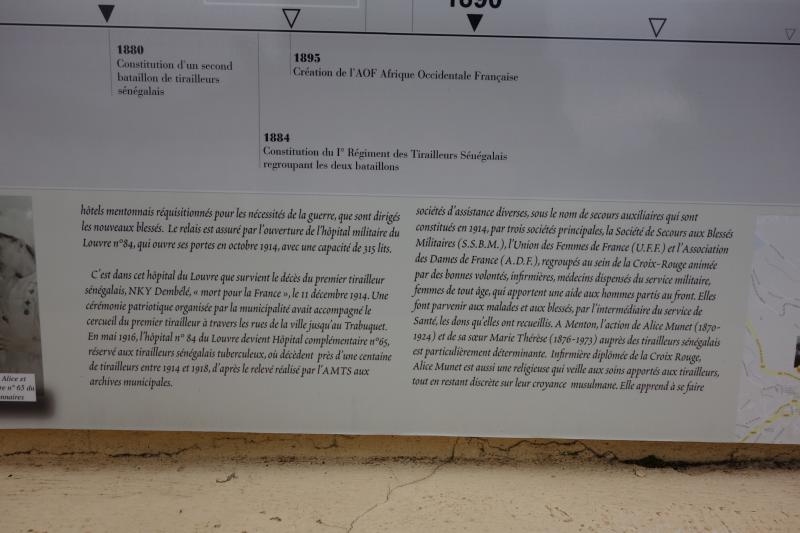 1890
1880
Constitution d'un second
bataillon de tirailleurs
sénégalais
1895
Création de l'AOF Afrique Occidentale Française
1884
Constitution du I° Régiment des Tirailleurs Sénégalais
regroupant les deux bataillons
hôtels mentonnais réquisitionnés pour les nécessités de la guerre, que sont dirigés
les nouveaux blessés. Le relais est assuré par l'ouverture de l'hôpital militaire du
Louvre n°84, qui ouvre ses portes en octobre 1914, avec une capacité de 315 lits.
C'est dans cet hôpital du Louvre que survient le décès du premier tirailleur
sénégalais, NKY Dembélé, « mort pour la France », le 11 décembre 1914. Une
cérémonie patriotique organisée par la municipalité avait accompagné le
cercueil du premier tirailleur à travers les rues de la ville jusqu'au Trabuquet.
En mai 1916, l'hôpital n° 84 du Louvre devient Hôpital complémentaire n°65,
réservé aux tirailleurs sénégalais tuberculeux, où décèdent près d'une centaine
de tirailleurs entre 1914 et 1918, d'après le relevé réalisé par l'AMTS aux
archives municipales.
sociétés d'assistance diverses, sous le nom de secours auxiliaires qui sont
constitués en 1914, par trois sociétés principales, la Société de Secours aux Blessés
Militaires (S.S.B.M.), l'Union des Femmes de France (U.F.F.) et l'Association
des Dames de France (A.D.F.), regroupés au sein de la Croix-Rouge animée
par des bonnes volontés, infirmières, médecins dispensés du service militaire,
femmes de tout âge, qui apportent une aide aux hommes partis au front. Elles
font parvenir aux malades et aux blessés, par l'intermédiaire du service de
Santé, les dons qu'elles ont recueillis. A Menton, l'action de Alice Munet (1870-
1924) et de sa sœur Marie Thérèse (1876-1973) auprès des tirailleurs sénégalais
est particulièrement déterminante. Infirmière diplômée de la Croix Rouge,
Alice Munet est aussi une religieuse qui veille aux soins apportés aux tirailleurs,
tout en restant discrète sur leur croyance musulmane. Elle apprend à se faire
Alice et
re n° 65 du
onnaires